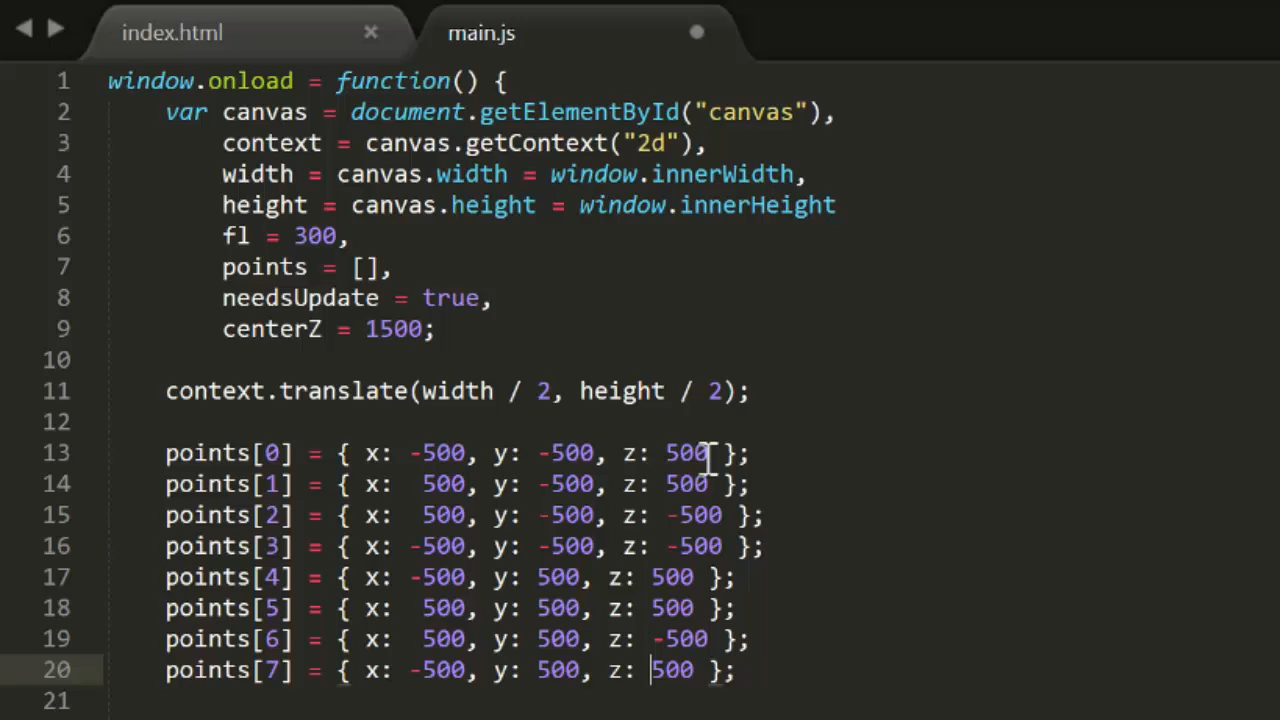 index.html × main.js
1 window.onload = function() {
2 var canvas = document.getElementById("canvas"),
3 context = canvas.getContext("2d"),
4 width = canvas.width = window.innerWidth,
5 height = canvas.height = window.innerHeight
6 fl = 300,
7 points = [],
8 needsUpdate = true,
9 centerZ = 1500;
10
11 context.translate(width / 2, height / 2);
12
13 points[0] = { x: -500, y: -500, z: 500 };
14 points[1] = { x: 500, y: -500, z: 500 };
15 points[2] = { x: 500, y: -500, z: -500 };
16 points[3] = { x: -500, y: -500, z: -500 };
17 points[4] = { x: -500, y: 500, z: 500 };
18 points[5] = { x: 500, y: 500, z: 500 };
19 points[6] = { x: 500, y: 500, z: -500 };
20 points[7] = { x: -500, y: 500, z: 500 };
21